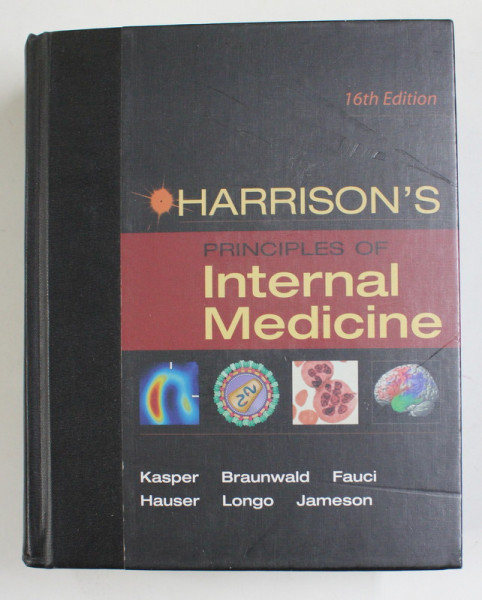 16th Edition
HARRISON'S
PRINCIPLES OF
Internal
Medicine
Kasper Braunwald Fauci
Hauser Longo Jameson